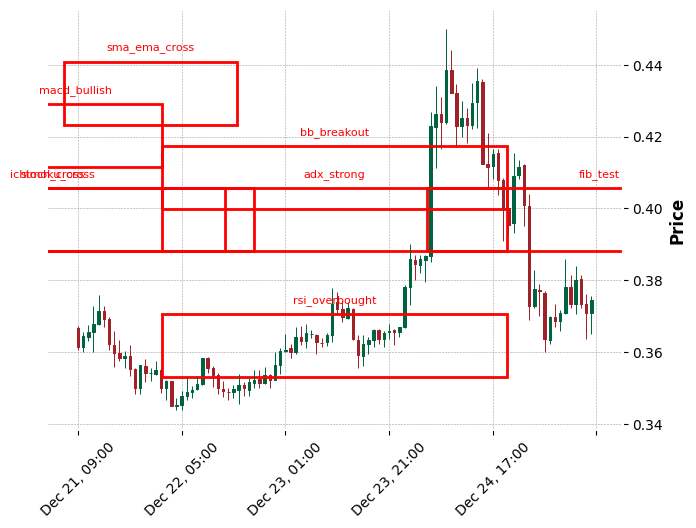 sma_ema_cross
0.44
macd_bullish
bb_breakout
0.42
stoch_cross
adx_strong
fib_test
0.40
Price
0.38
rsi_overbought
0.36
0.34
Dec 21, 09:00
Dec 22, 05:00
Dec 23, 01:00
Dec 23, 21:00
Dec 24, 17:00